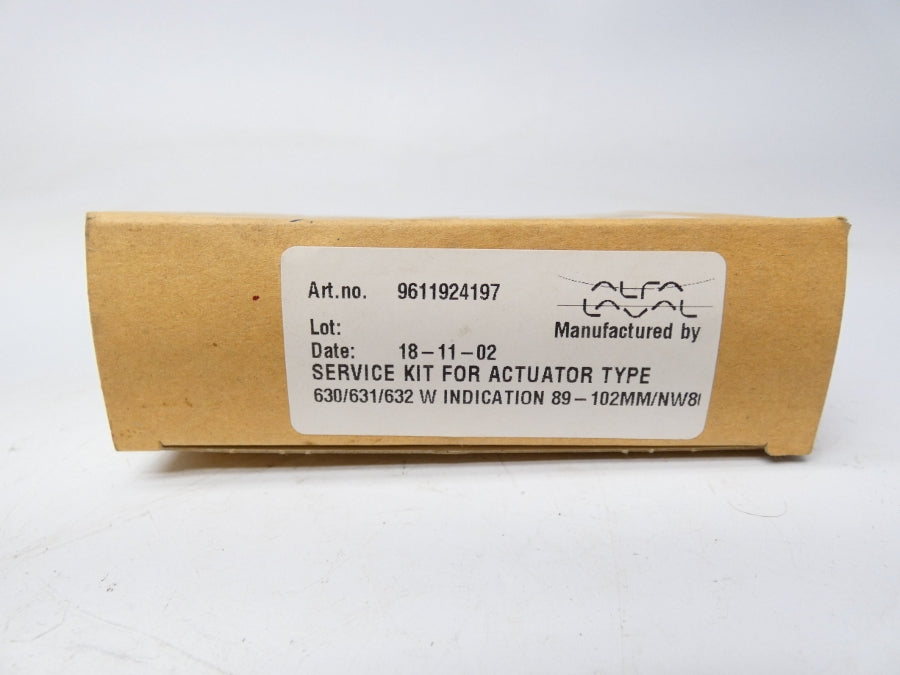 Art.no. 9611924197
ALFA
LAVAL
Manufactured by
Lot:
Date: 18-11-02
SERVICE KIT FOR ACTUATOR TYPE
630/631/632 W INDICATION 89-102MM/NW8